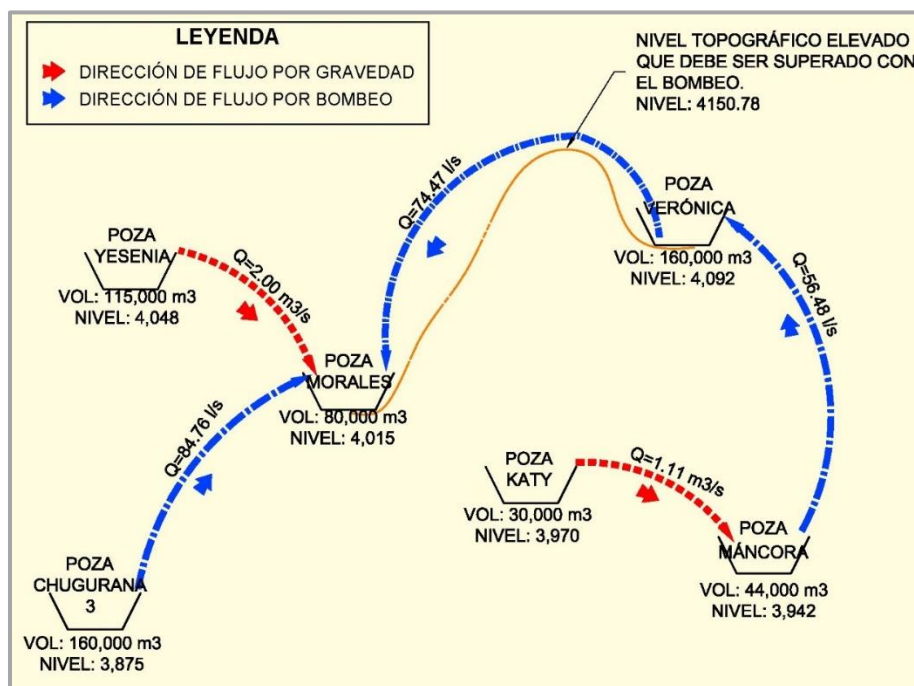 LEYENDA
DIRECCIÓN DE FLUJO POR GRAVEDAD
DIRECCIÓN DE FLUJO POR BOMBEO
NIVEL TOPOGRÁFICO ELEVADO
QUE DEBE SER SUPERADO CON
EL BOMBEO.
NIVEL: 4150.78
Q=74.47 l/s
POZA
VERÓNICA
VOL: 160,000 m3
NIVEL: 4,092
POZA
YESENIA
VOL: 115,000 m3
NIVEL: 4,048
Q=2.00 m3/s
Q=56.48 l/s
POZA
MORALES
VOL: 80,000 m3
NIVEL: 4,015
Q=84.76 l/s
POZA
KATY
VOL: 30,000 m3
NIVEL: 3,970
Q=1.11 m3/s
POZA
MÁNCORA
VOL: 44,000 m3
NIVEL: 3,942
POZA
CHUGURANA
3
VOL: 160,000 m3
NIVEL: 3,875